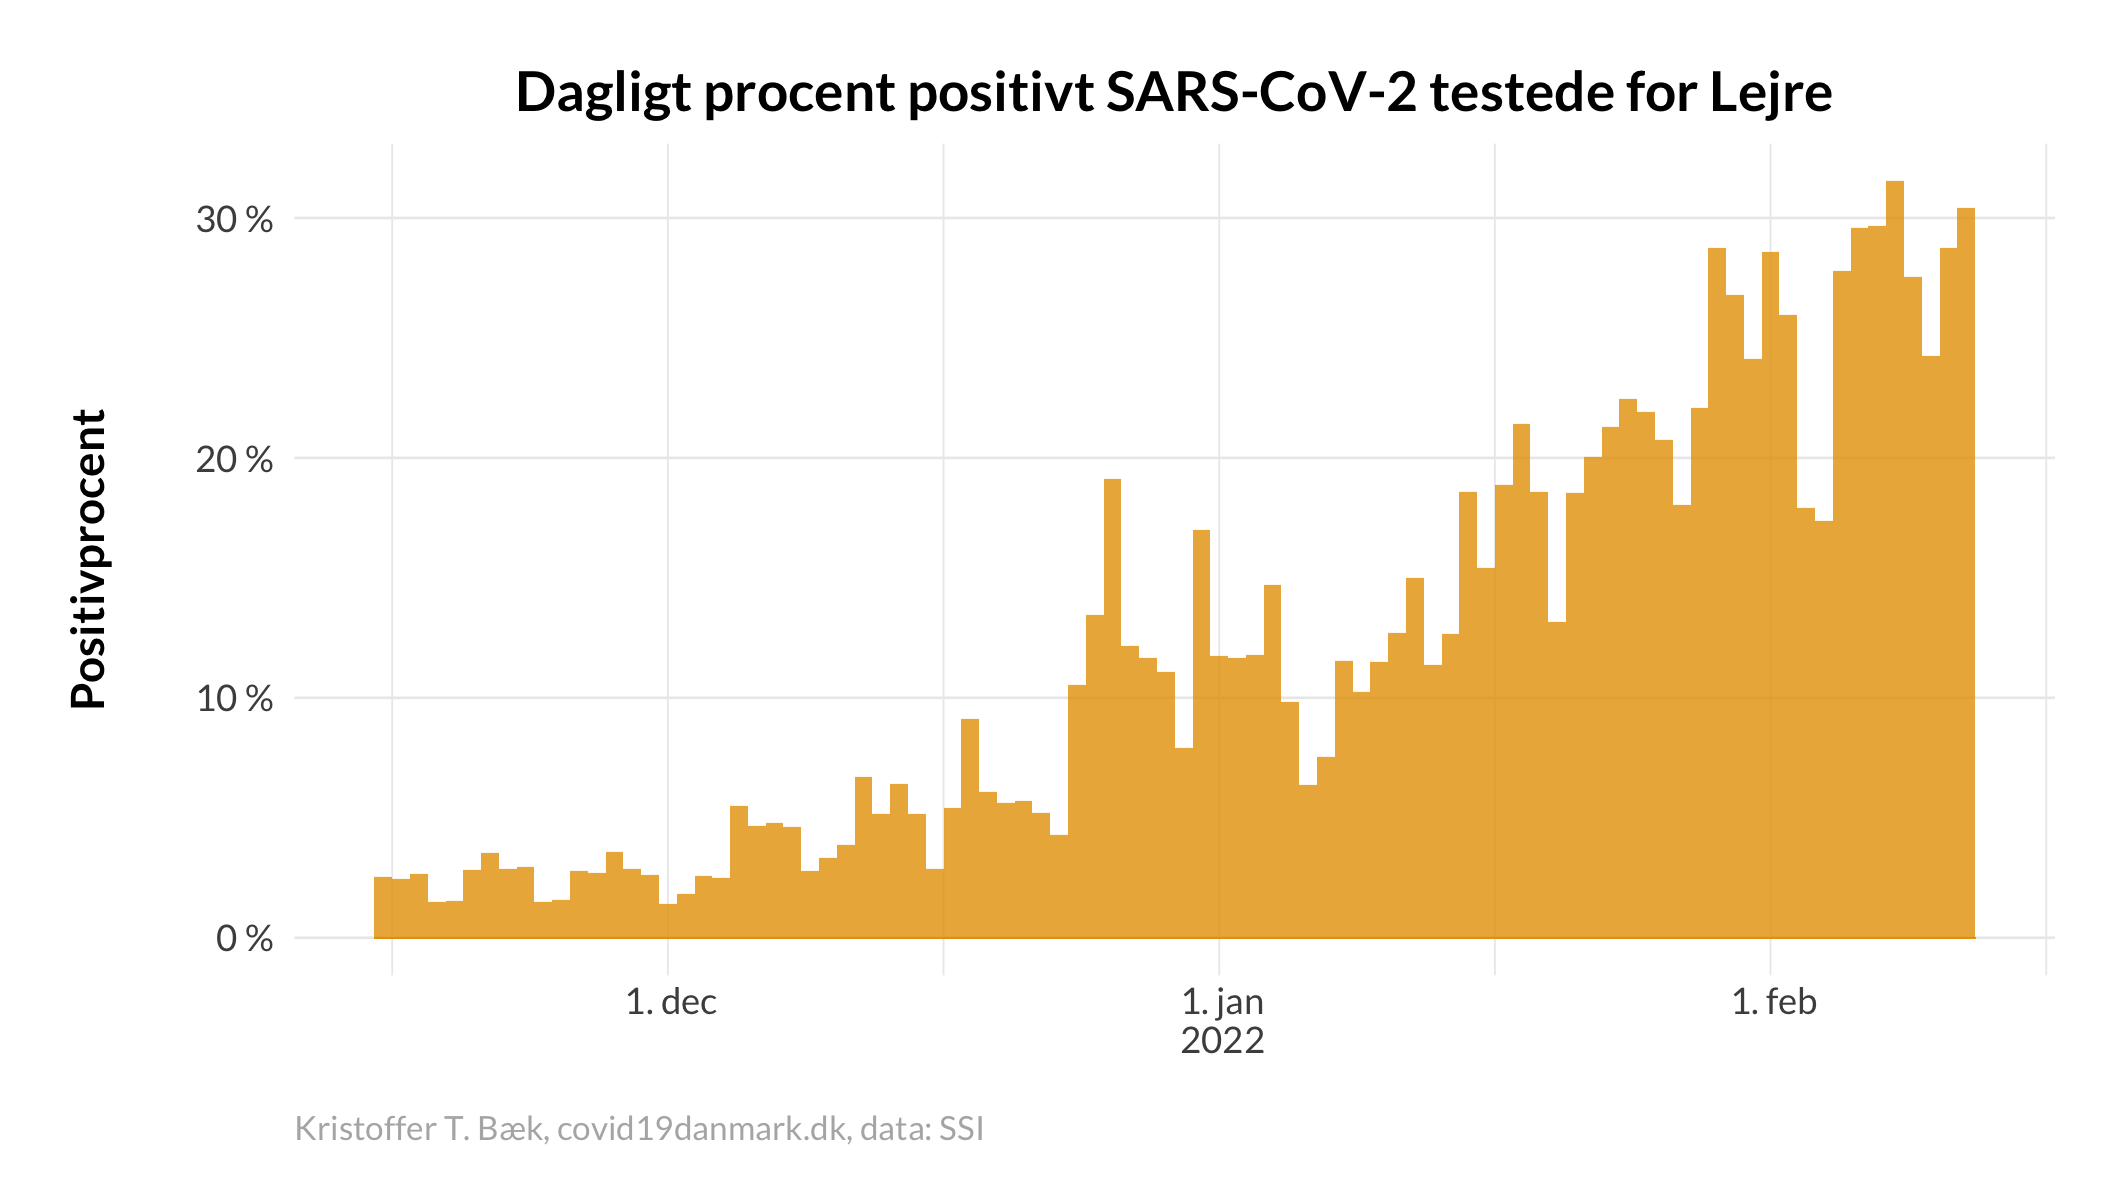 Dagligt procent positivt SARS-CoV-2 testede for Lejre
Positivprocent
30 %
20 %
10 %
0 %
1. dec
1. jan
2022
1. feb
Kristoffer T. Bæk, covid19danmark.dk, data: SSI